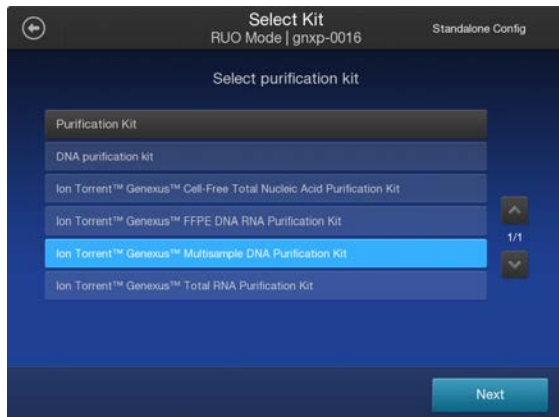 Select Kit
RUO Mode | gnxp-0016
Standalone Config
Select purification kit
Purification Kit
DNA purification kit
Ion Torrent™ Genexus™ Cell-Free Total Nucleic Acid Purification Kit
Ion Torrent™ Genexus™ FFPE DNA RNA Purification Kit
Ion Torrent™ Genexus™ Multisample DNA Purification Kit
Ion Torrent™ Genexus™ Total RNA Purification Kit
1/1
Next